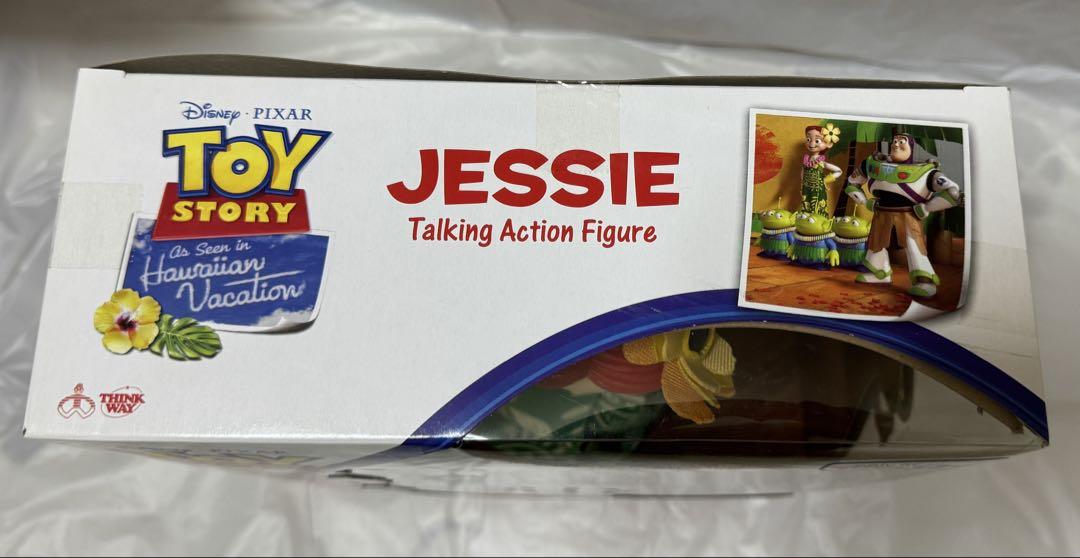 Disney · PIXAR
TOY
STORY
As Seen in
Hawaiian
Vacation
JESSIE
Talking Action Figure
THINK
WAY